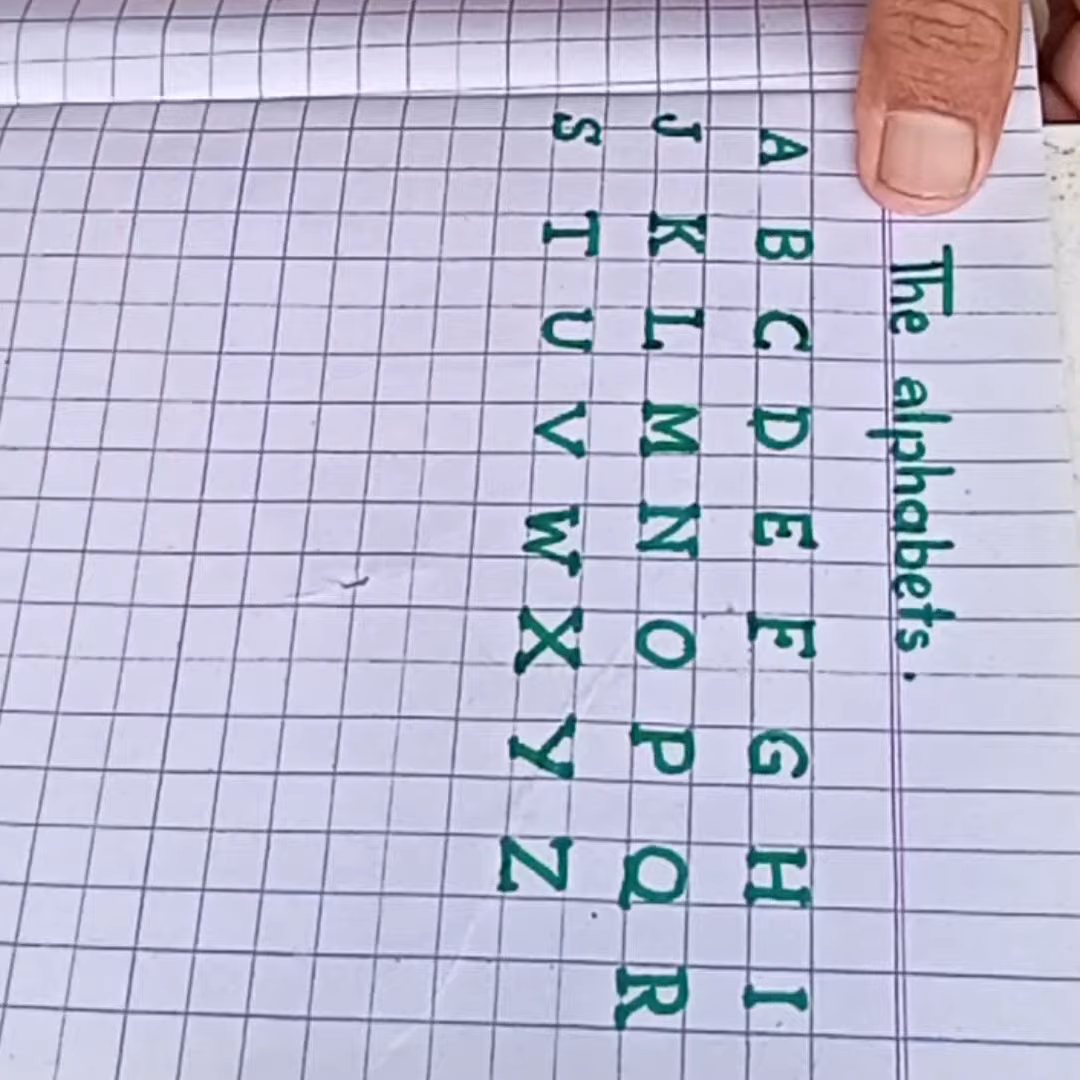 The alphabets.
A B C D E F G H I
J K L M N O P Q R
S T U V W X Y Z